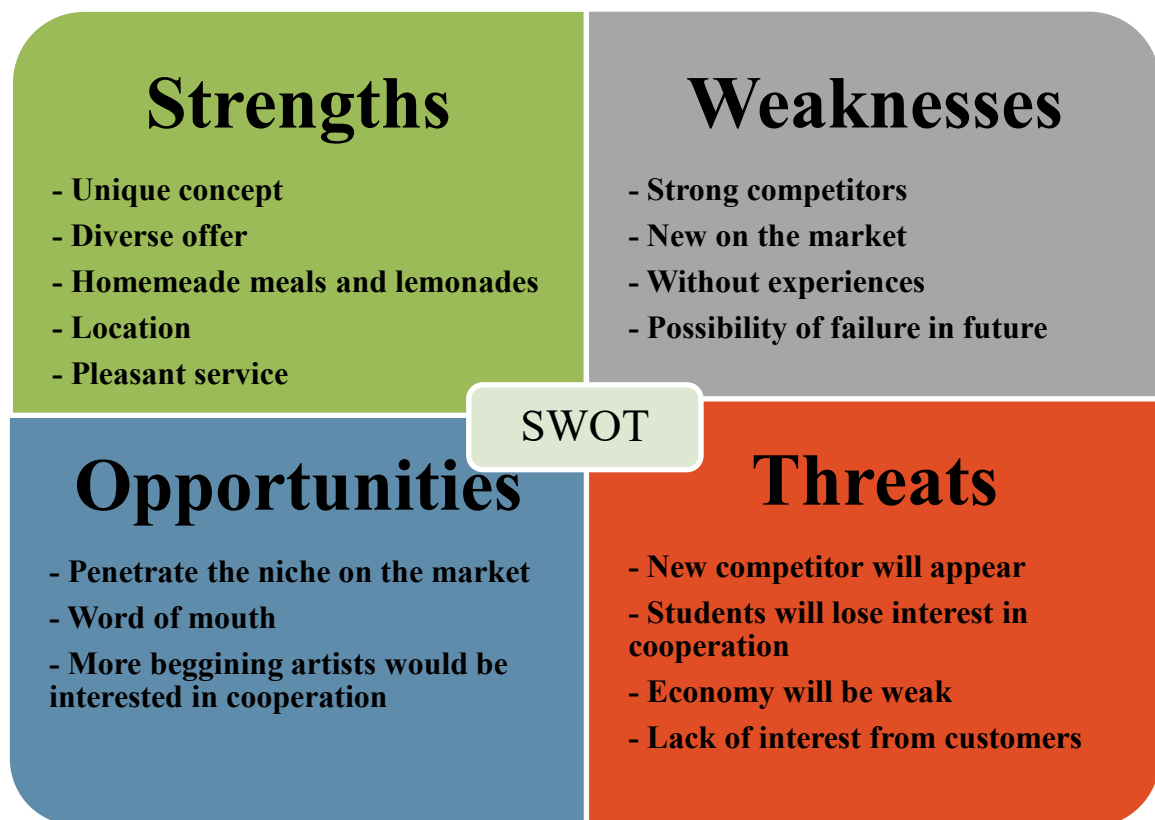 Strengths
- Unique concept
- Diverse offer
- Homemeade meals and lemonades
- Location
- Pleasant service
Weaknesses
- Strong competitors
- New on the market
- Without experiences
- Possibility of failure in future
SWOT
Opportunities
- Penetrate the niche on the market
- Word of mouth
- More beggining artists would be
interested in cooperation
Threats
- New competitor will appear
- Students will lose interest in
cooperation
- Economy will be weak
- Lack of interest from customers